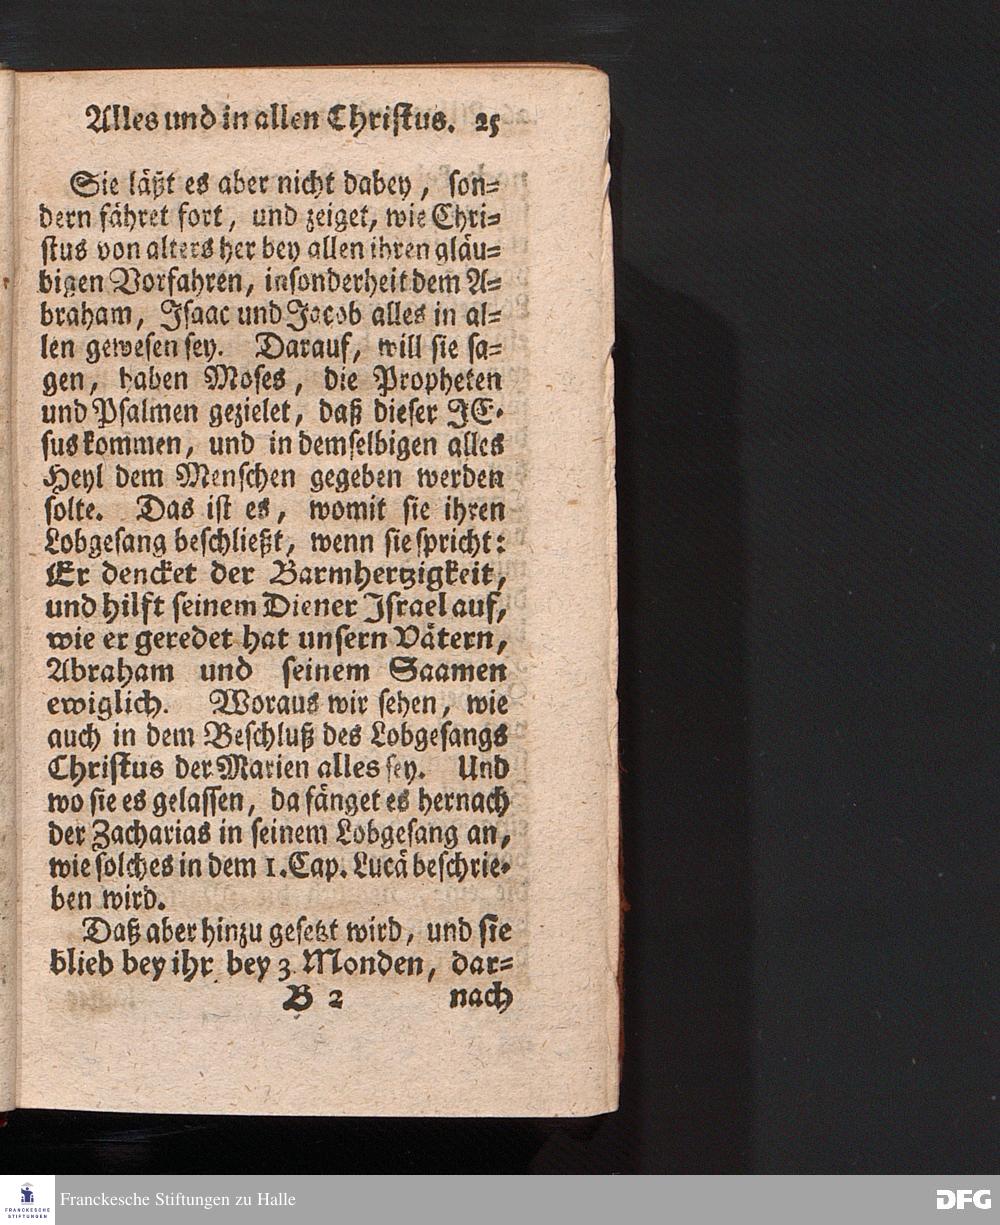 Alles und in allen Christus. 25
Sie läßt es aber nicht dabey, son=
dern fähret fort, und zeiget, wie Chri=
stus von alters her bey allen ihren gläu=
bigen Vorfahren, insonderheit dem A=
braham, Isaac und Jacob alles in al=
len gewesen sey. Darauf, will sie sa=
gen, haben Moses, die Propheten
und Psalmen gezielet, daß dieser JE=
sus kommen, und in demselbigen alles
Heyl dem Menschen gegeben werden
solte. Das ist es, womit sie ihren
Lobgesang beschließt, wenn sie spricht:
Er dencket der Barmhertzigkeit,
und hilft seinem Diener Israel auf,
wie er geredet hat unsern Vätern,
Abraham und seinem Saamen
ewiglich. Woraus wir sehen, wie
auch in dem Beschluß des Lobgesangs
Christus der Marien alles sey. Und
wo sie es gelassen, da fänget es hernach
der Zacharias in seinem Lobgesang an,
wie solches in dem 1. Cap. Lucä beschrie=
ben wird.
Daß aber hinzu gesetzt wird, und sie
blieb bey ihr bey 3 Monden, dar=
B 2 nach
FRANCKESCHE
STIFTUNGEN
Franckesche Stiftungen zu Halle
DFG